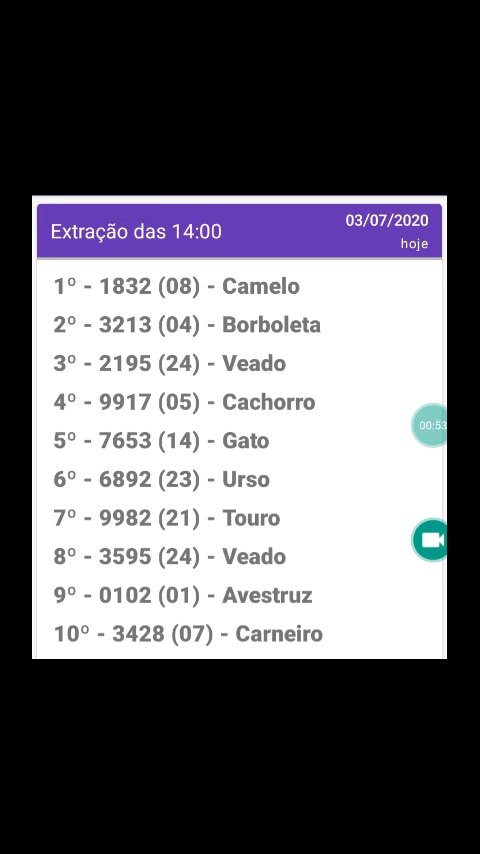 Extração das 14:00
03/07/2020
hoje
1º - 1832 (08) - Camelo
2º - 3213 (04) - Borboleta
3º - 2195 (24) - Veado
4º - 9917 (05) - Cachorro
5º - 7653 (14) - Gato
6º - 6892 (23) - Urso
7º - 9982 (21) - Touro
8º - 3595 (24) - Veado
9º - 0102 (01) - Avestruz
10º - 3428 (07) - Carneiro
00:53